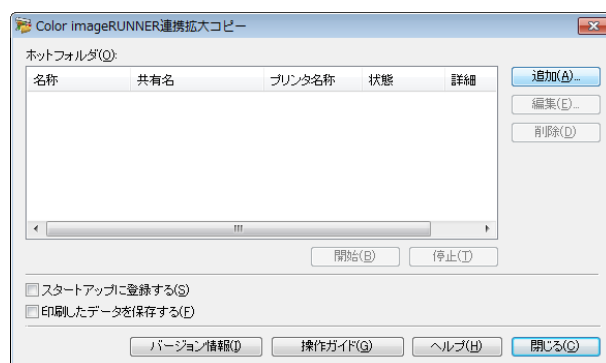 Color imageRUNNER連携拡大コピー
ホットフォルダ(O):
名称 共有名 プリンタ名称 状態 詳細
追加(A)...
編集(E)...
削除(D)
開始(B) 停止(T)
スタートアップに登録する(S)
印刷したデータを保存する(F)
バージョン情報(I) 操作ガイド(G) ヘルプ(H) 閉じる(C)